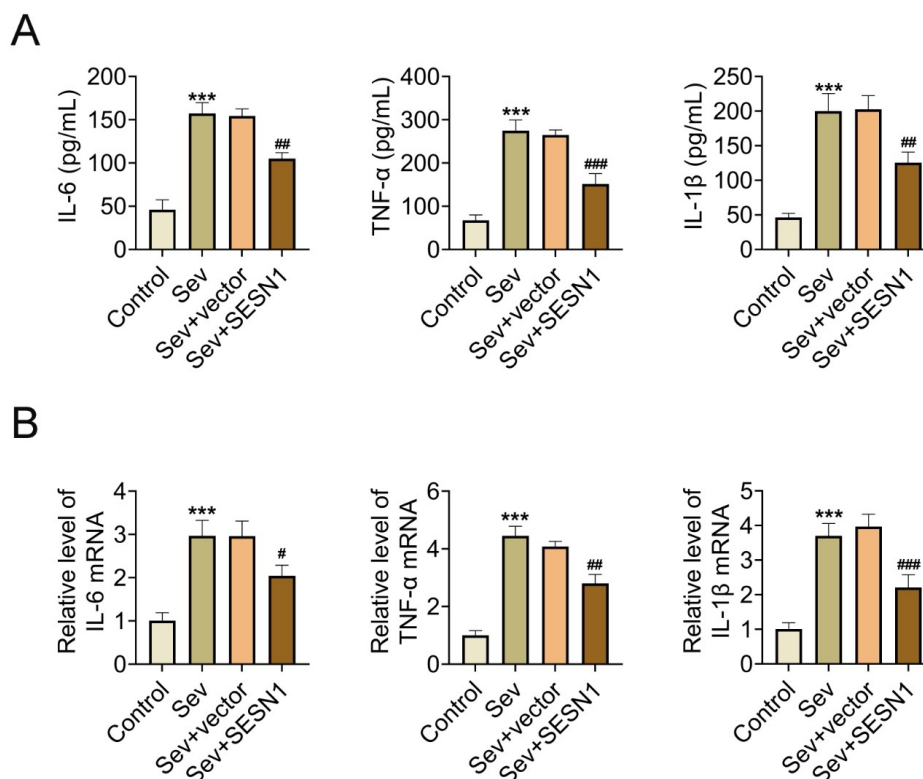 A
IL-6 (pg/mL)
200
150
100
50
0
***
##
Control
Sev
Sev+vector
Sev+SESN1
TNF-α (pg/mL)
400
300
200
100
0
***
###
Control
Sev
Sev+vector
Sev+SESN1
IL-1β (pg/mL)
250
200
150
100
50
0
***
##
Control
Sev
Sev+vector
Sev+SESN1
B
Relative level of
IL-6 mRNA
4
3
2
1
0
***
#
Control
Sev
Sev+vector
Sev+SESN1
Relative level of
TNF-α mRNA
6
4
2
0
***
##
Control
Sev
Sev+vector
Sev+SESN1
Relative level of
IL-1β mRNA
5
4
3
2
1
0
***
###
Control
Sev
Sev+vector
Sev+SESN1